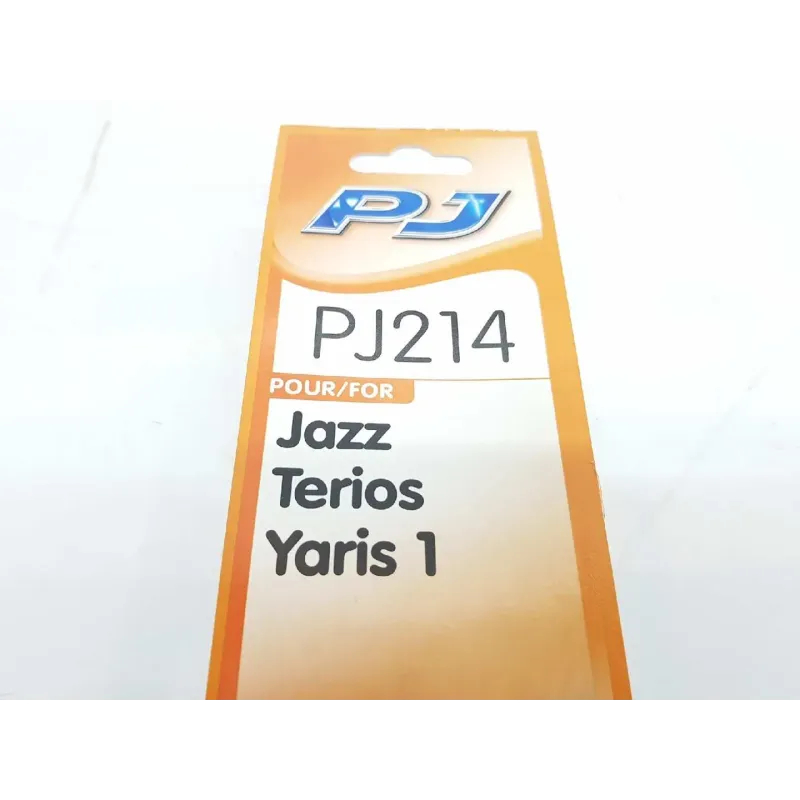 PJ
PJ214
POUR/FOR
Jazz
Terios
Yaris 1